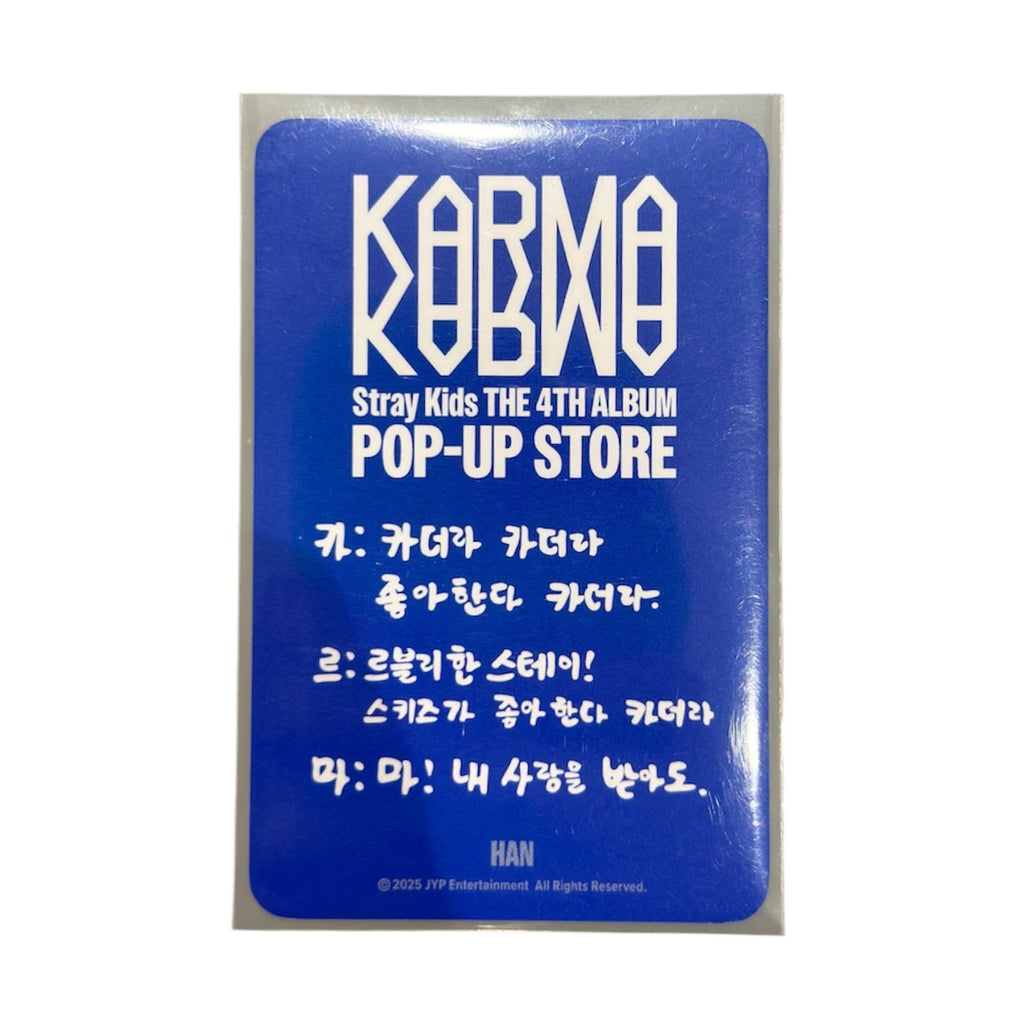 KARMA
Stray Kids THE 4TH ALBUM
POP-UP STORE
카: 카더라 카더라
좋아한다 카더라.
르: 르블리한 스테이!
스키즈가 좋아한다 카더라
마: 마! 내 사랑을 받아도.
HAN
©2025 JYP Entertainment All Rights Reserved.